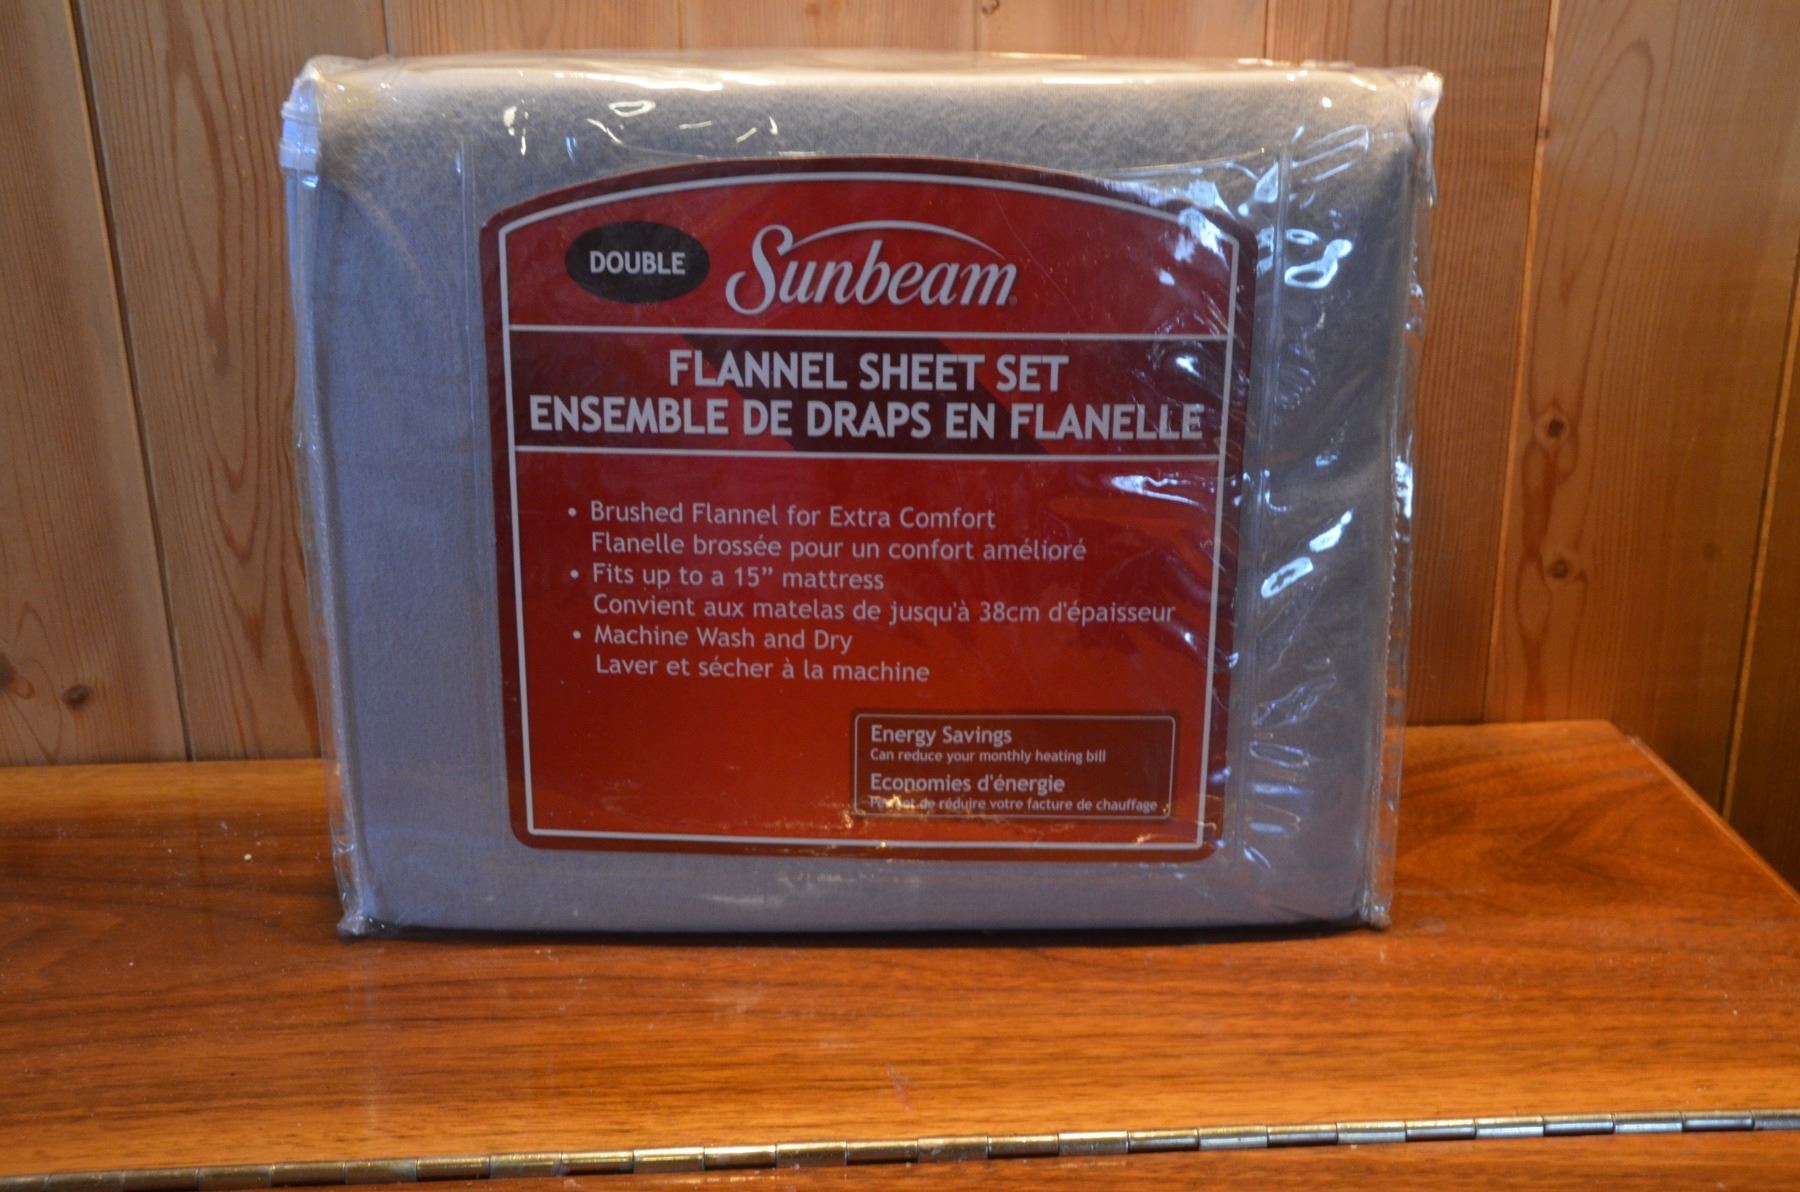 DOUBLE
Sunbeam
FLANNEL SHEET SET
ENSEMBLE DE DRAPS EN FLANELLE
• Brushed Flannel for Extra Comfort
Flanelle brossée pour un confort amélioré
• Fits up to a 15” mattress
Convient aux matelas de jusqu'à 38cm d'épaisseur
• Machine Wash and Dry
Laver et sécher à la machine
Energy Savings
Can reduce your monthly heating bill
Economies d'énergie
Permet de réduire votre facture de chauffage